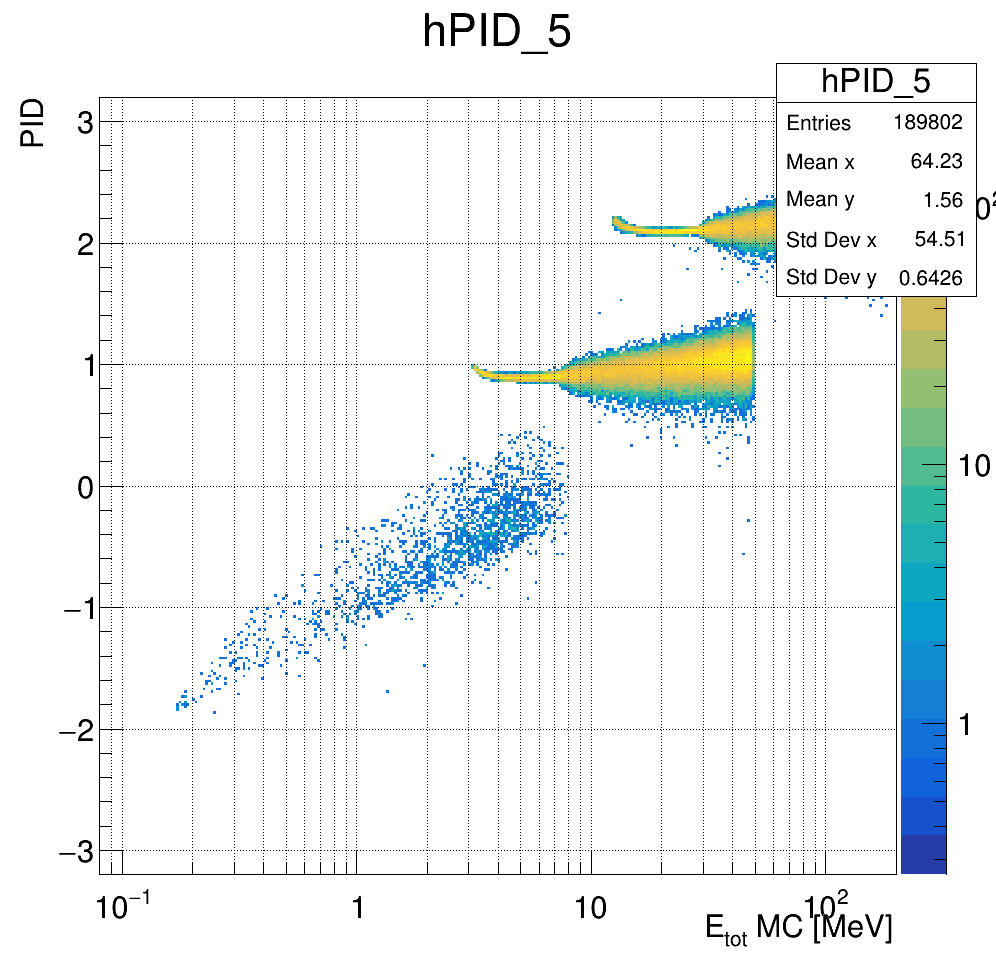 hPID_5
hPID_5
Entries 189802
Mean x 64.23
Mean y 1.56
Std Dev x 54.51
Std Dev y 0.6426
PID
3
2
1
0
−1
−2
−3
10⁻¹
1
10
10²
E_tot MC [MeV]
0²
10
1